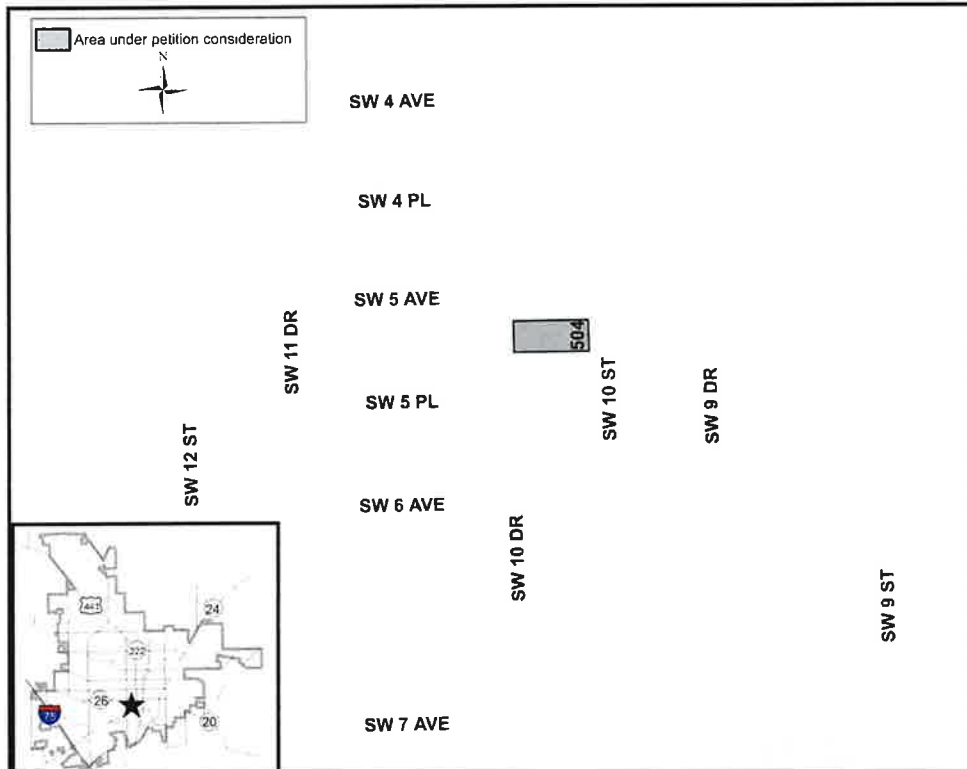 Area under petition consideration
N
SW 4 AVE
SW 4 PL
SW 5 AVE
504
SW 11 DR
SW 10 ST
SW 9 DR
SW 5 PL
SW 12 ST
SW 6 AVE
SW 10 DR
SW 9 ST
441
24
222
26
75
20
SW 7 AVE